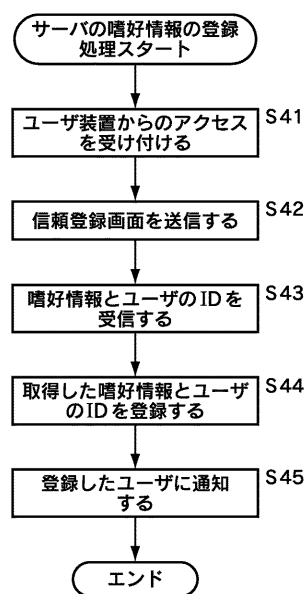 サーバの嗜好情報の登録
処理スタート
ユーザ装置からのアクセス
を受け付ける
S41
信頼登録画面を送信する
S42
嗜好情報とユーザのIDを
受信する
S43
取得した嗜好情報とユーザ
のIDを登録する
S44
登録したユーザに通知
する
S45
エンド